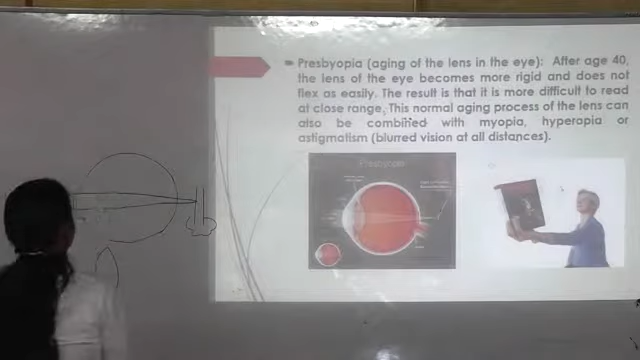 Presbyopia (aging of the lens in the eye): After age 40,
the lens of the eye becomes more rigid and does not
flex as easily. The result is that it is more difficult to read
at close range. This normal aging process of the lens can
also be combined with myopia, hyperopia or
astigmatism (blurred vision at all distances).
Presbyopia